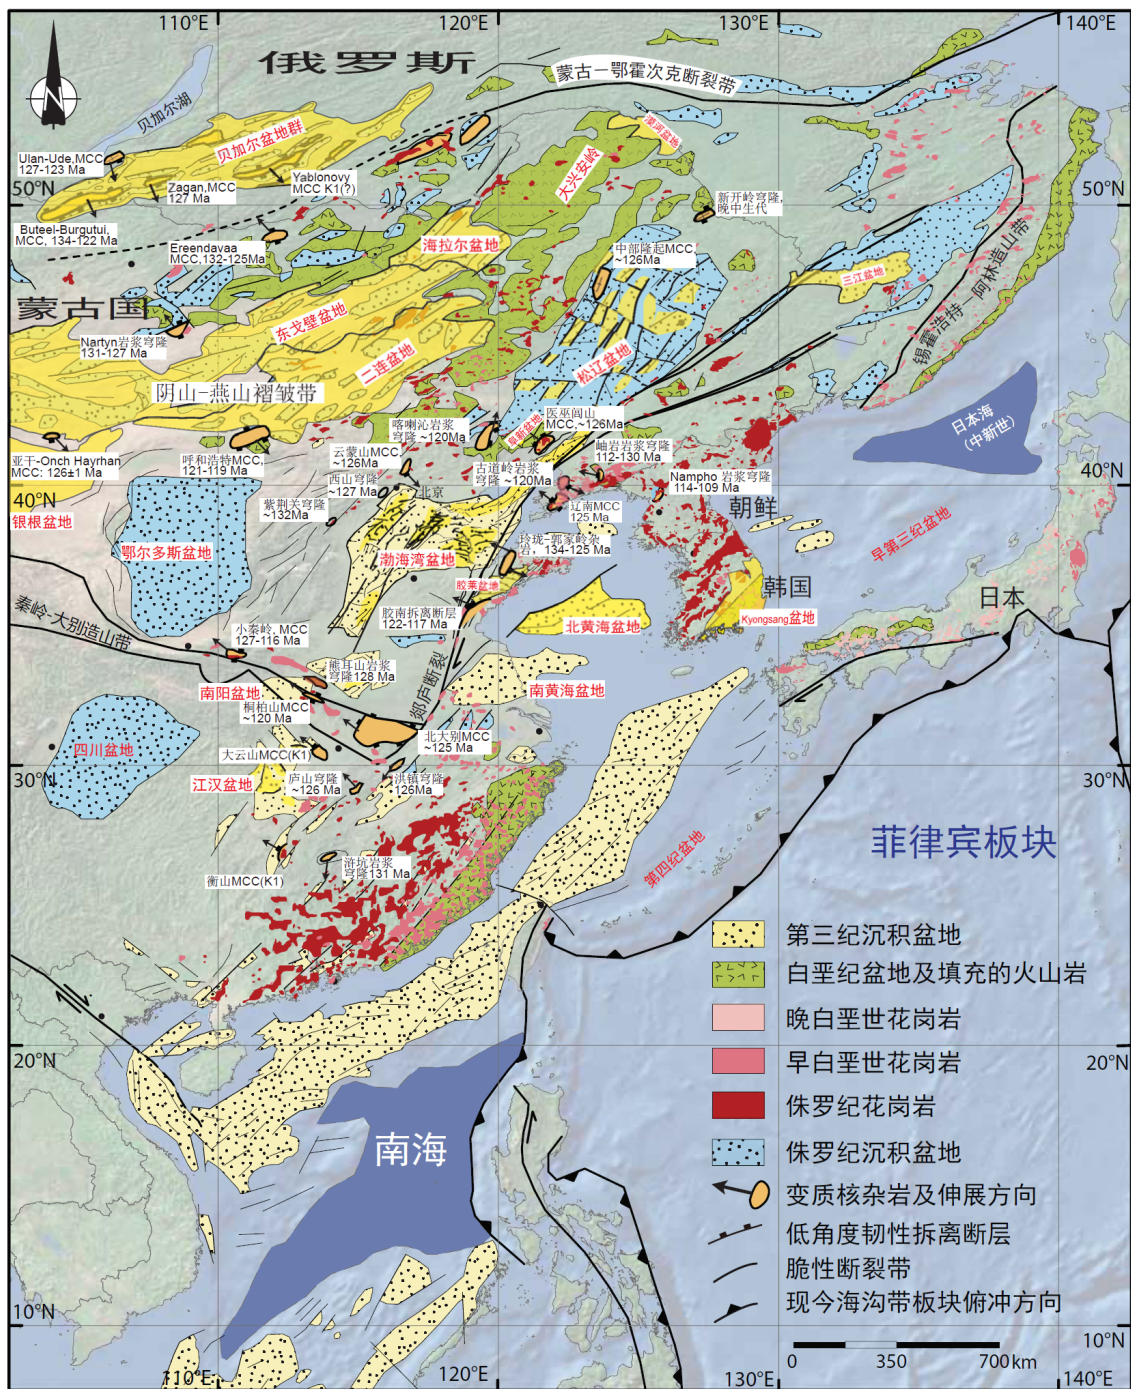 110°E
120°E
130°E
140°E
俄罗斯
蒙古—鄂霍次克断裂带
N
贝加尔湖
贝加尔盆地群
漠河盆地
大兴安岭
Ulan-Ude,MCC
127-123 Ma
Zagan,MCC
127 Ma
Yablonovy
MCC K1(?)
50°N
50°N
新开岭穹隆,
晚中生代
Buteel-Burgutui,
MCC, 134-122 Ma
Ereendavaa
MCC,132-125Ma
海拉尔盆地
中部隆起MCC,
~126Ma
三江盆地
阿林造山带
锡霍浩特
蒙古国
东戈壁盆地
Nartyn岩浆穹隆
131-127 Ma
二连盆地
松江盆地
阴山-燕山褶皱带
日本海
(中新世)
喀喇沁岩浆
穹隆 ~120Ma
阜新盆地
医巫闾山
MCC,~126Ma
亚干-Onch Hayrhan
MCC: 126±1 Ma
呼和浩特MCC,
121-119 Ma
云蒙山MCC,
~126Ma
岫岩岩浆穹隆
112-130 Ma
古道岭岩浆
穹隆 ~120Ma
Nampho 岩浆穹隆
114-109 Ma
40°N
40°N
西山穹隆
~127 Ma
北京
紫荆关穹隆
~132Ma
辽南MCC
125 Ma
朝鲜
银根盆地
鄂尔多斯盆地
渤海湾盆地
玲珑-郭家岭杂
岩, 134-125 Ma
早第三纪盆地
胶莱盆地
韩国
日本
Kyongsang盆地
胶南拆离断层
122-117 Ma
北黄海盆地
秦岭-大别造山带
小秦岭, MCC
127-116 Ma
熊耳山岩浆
穹隆128 Ma
郯庐断裂
南黄海盆地
南阳盆地
桐柏山MCC
~120 Ma
北大别MCC
~125 Ma
四川盆地
大云山MCC(K1)
30°N
30°N
江汉盆地
庐山穹隆
~126 Ma
洪镇穹隆
126Ma
菲律宾板块
第四纪盆地
衡山MCC(K1)
浒坑岩浆
穹隆131 Ma
第三纪沉积盆地
白垩纪盆地及填充的火山岩
晚白垩世花岗岩
20°N
20°N
早白垩世花岗岩
侏罗纪花岗岩
南海
侏罗纪沉积盆地
变质核杂岩及伸展方向
低角度韧性拆离断层
脆性断裂带
现今海沟带板块俯冲方向
10°N
10°N
0
350
700km
110°E
120°E
130°E
140°E